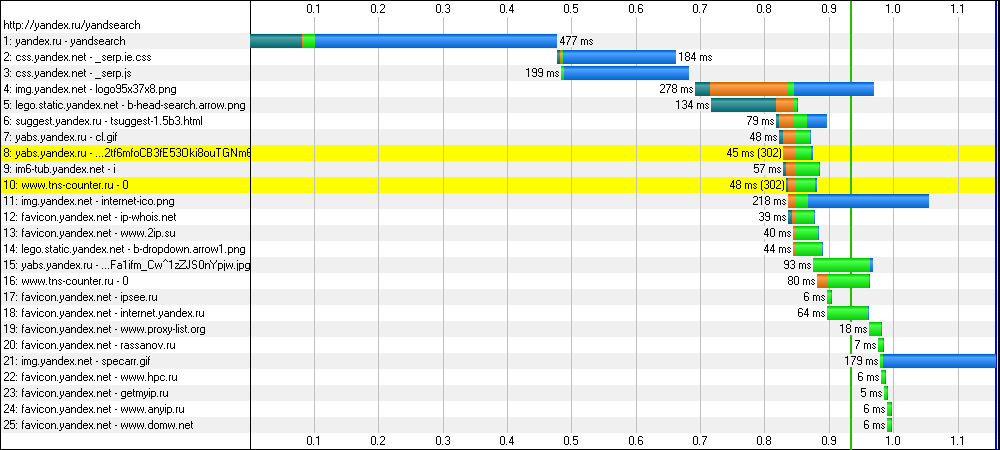 0.1 0.2 0.3 0.4 0.5 0.6 0.7 0.8 0.9 1.0 1.1
http://yandex.ru/yandsearch
1: yandex.ru - yandsearch 477 ms
2: css.yandex.net - _serp.ie.css 184 ms
3: css.yandex.net - _serp.js 199 ms
4: img.yandex.net - logo95x37x8.png 278 ms
5: lego.static.yandex.net - b-head-search.arrow.png 134 ms
6: suggest.yandex.ru - tsuggest-1.5b3.html 79 ms
7: yabs.yandex.ru - cl.gif 48 ms
8: yabs.yandex.ru - ...2tf6mfoCB3fE53Oki8ouTGNm6 45 ms (302)
9: im6-tub.yandex.net - i 57 ms
10: www.tns-counter.ru - 0 48 ms (302)
11: img.yandex.net - internet-ico.png 218 ms
12: favicon.yandex.net - ip-whois.net 39 ms
13: favicon.yandex.net - www.2ip.su 40 ms
14: lego.static.yandex.net - b-dropdown.arrow1.png 44 ms
15: yabs.yandex.ru - ...Fa1ifm_Cw^1zZJS0nYpjw.jpg 93 ms
16: www.tns-counter.ru - 0 80 ms
17: favicon.yandex.net - ipsee.ru 6 ms
18: favicon.yandex.net - internet.yandex.ru 64 ms
19: favicon.yandex.net - www.proxy-list.org 18 ms
20: favicon.yandex.net - rassanov.ru 7 ms
21: img.yandex.net - specarr.gif 179 ms
22: favicon.yandex.net - www.hpc.ru 6 ms
23: favicon.yandex.net - getmyip.ru 5 ms
24: favicon.yandex.net - www.anyip.ru 6 ms
25: favicon.yandex.net - www.domw.net 6 ms
0.1 0.2 0.3 0.4 0.5 0.6 0.7 0.8 0.9 1.0 1.1